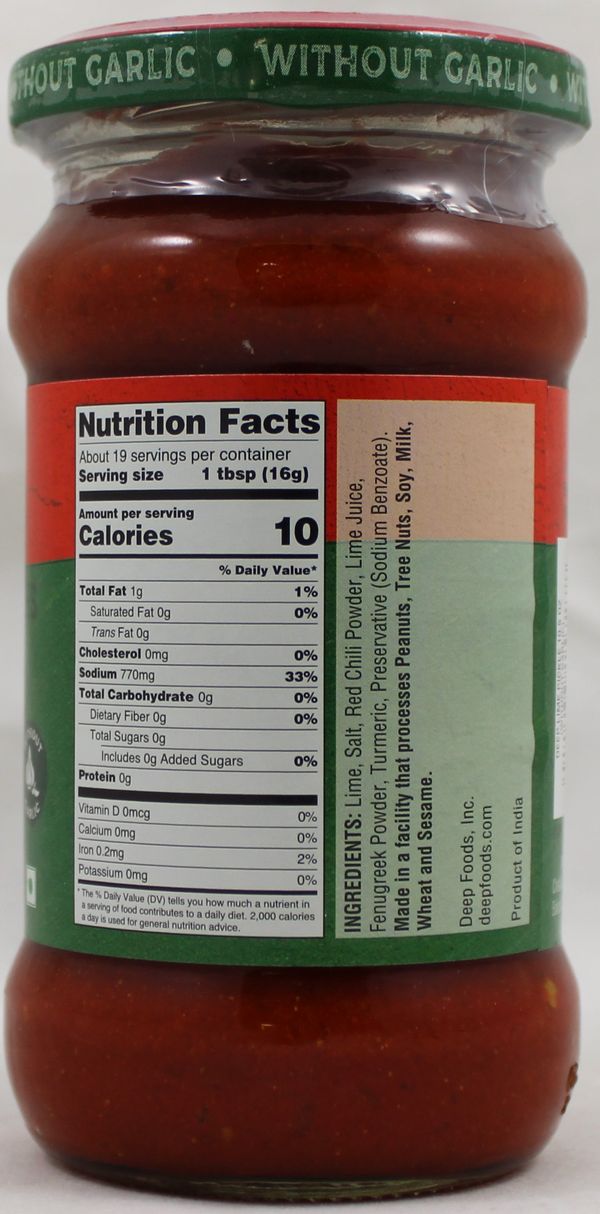 THOUT GARLIC • WITHOUT GARLIC • WI
Nutrition Facts
About 19 servings per container
Serving size 1 tbsp (16g)
Amount per serving
Calories 10
% Daily Value*
Total Fat 1g 1%
Saturated Fat 0g 0%
Trans Fat 0g
Cholesterol 0mg 0%
Sodium 770mg 33%
Total Carbohydrate 0g 0%
Dietary Fiber 0g 0%
Total Sugars 0g
Includes 0g Added Sugars 0%
Protein 0g
Vitamin D 0mcg 0%
Calcium 0mg 0%
Iron 0.2mg 2%
Potassium 0mg 0%
* The % Daily Value (DV) tells you how much a nutrient in
a serving of food contributes to a daily diet. 2,000 calories
a day is used for general nutrition advice.
INGREDIENTS: Lime, Salt, Red Chili Powder, Lime Juice,
Fenugreek Powder, Turmeric, Preservative (Sodium Benzoate).
Made in a facility that processes Peanuts, Tree Nuts, Soy, Milk,
Wheat and Sesame.
Deep Foods, Inc.
deepfoods.com
Product of India